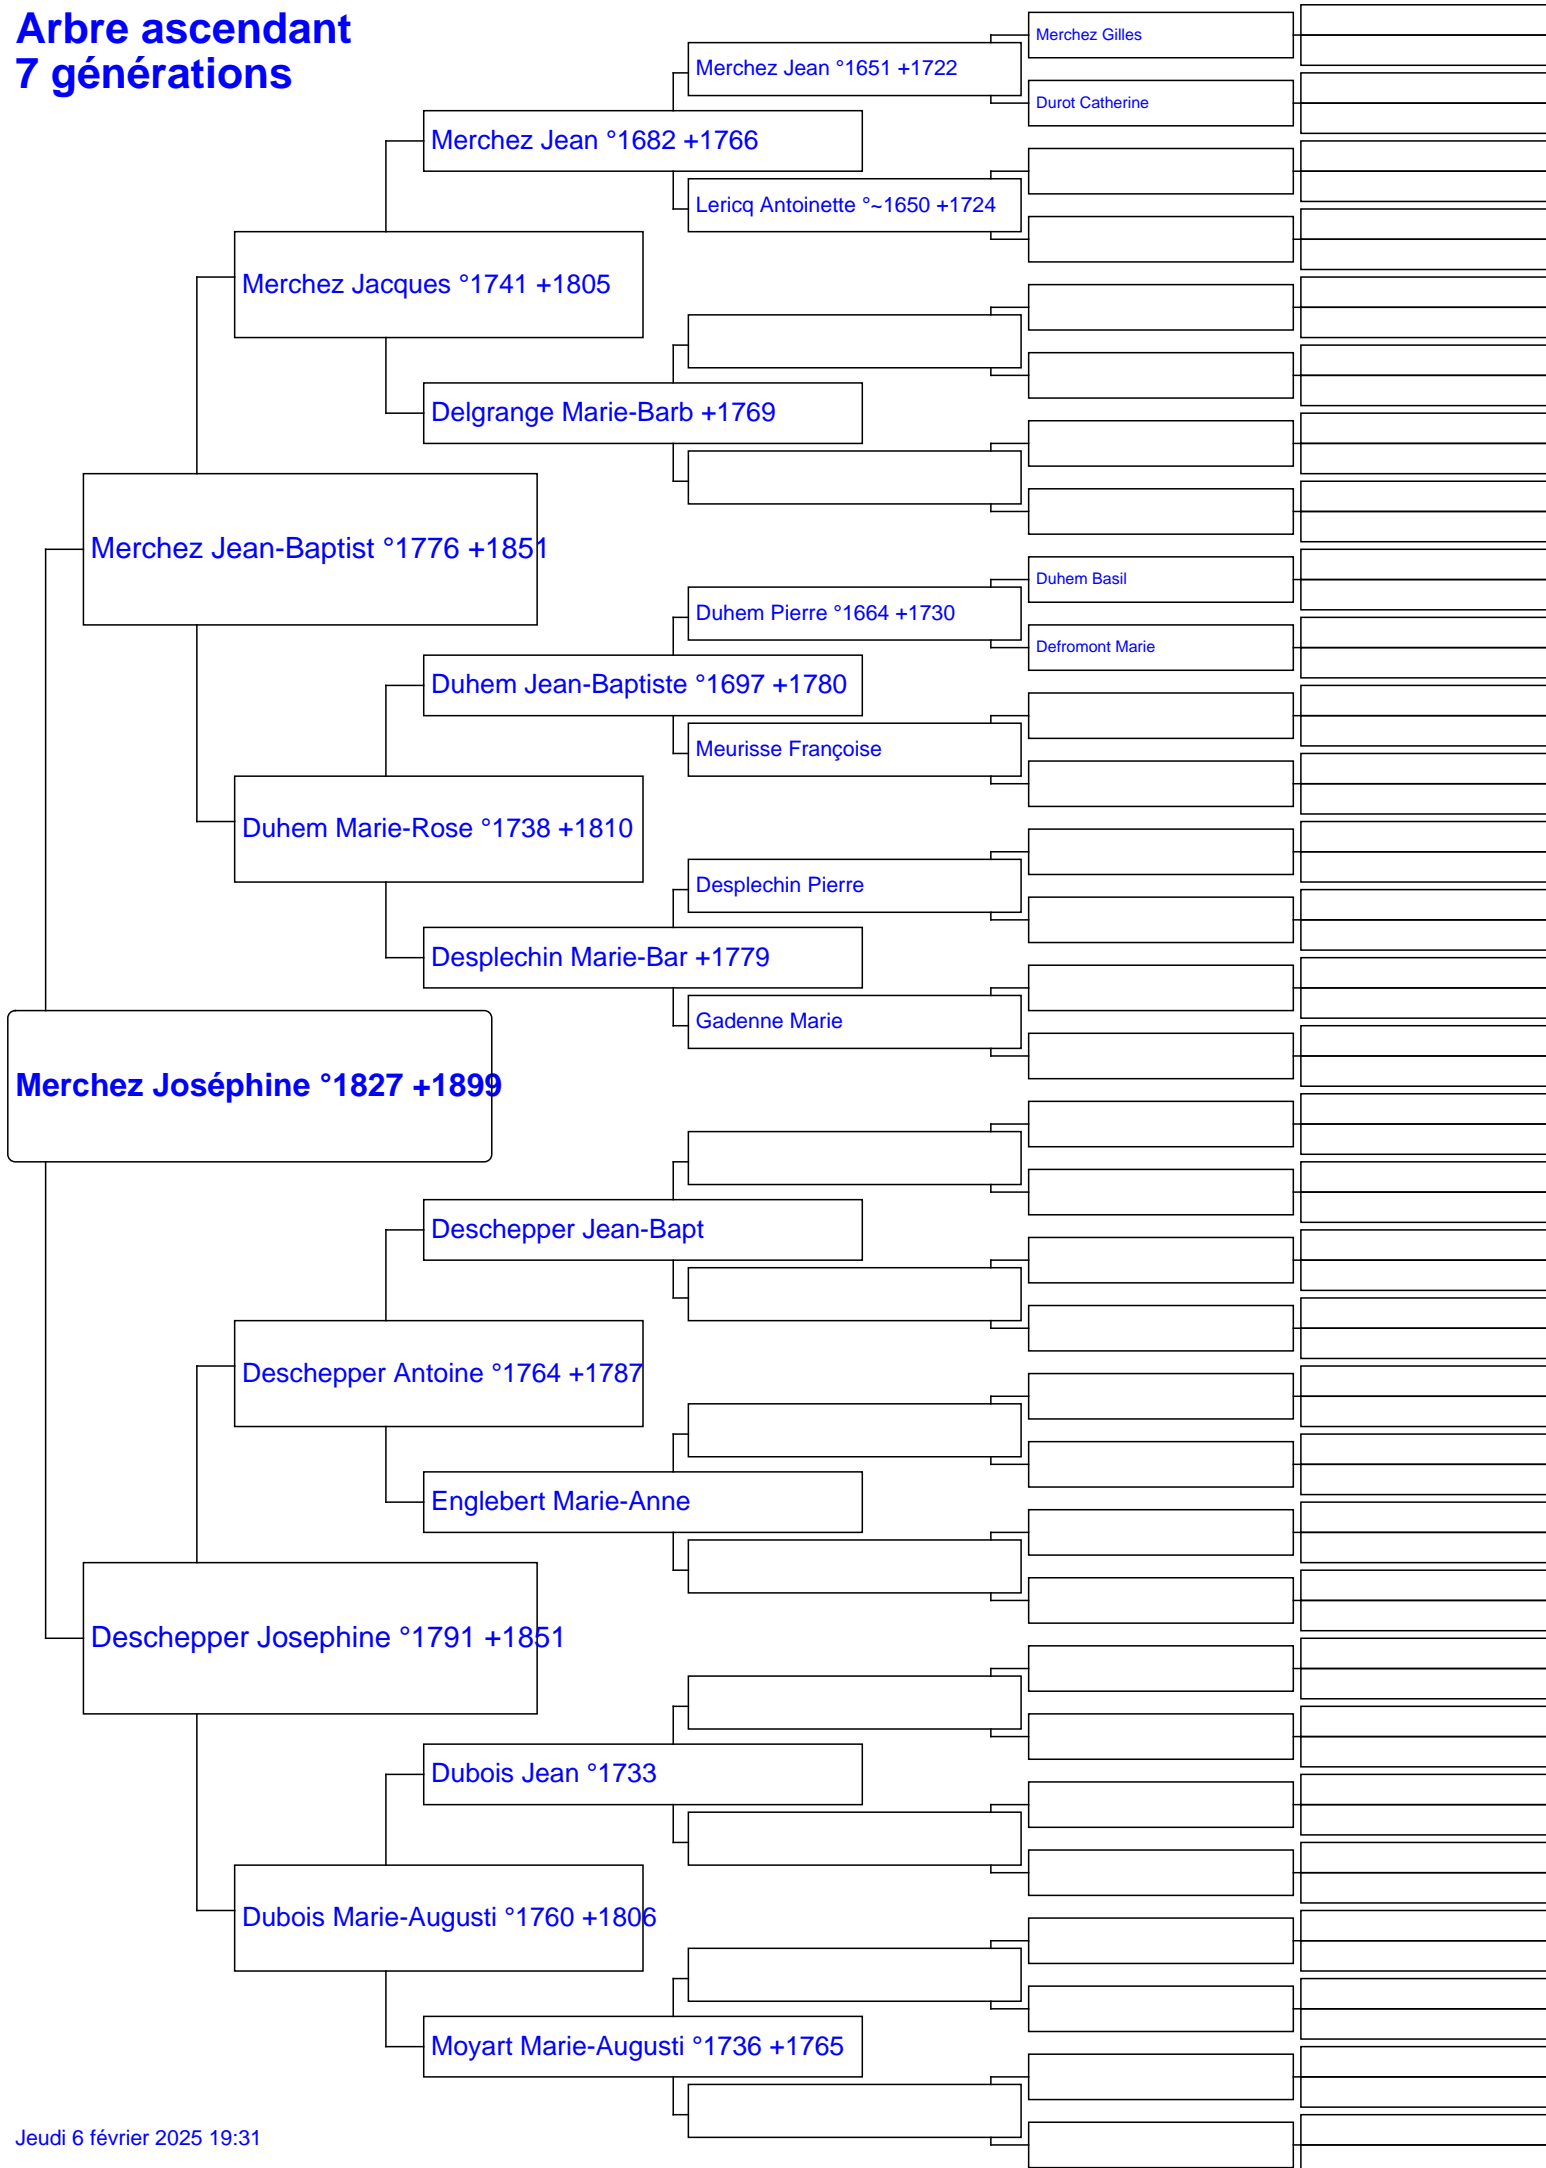 Arbre ascendant
7 générations
Merchez Gilles
Merchez Jean °1651 +1722
Durot Catherine
Merchez Jean °1682 +1766
Lericq Antoinette °~1650 +1724
Merchez Jacques °1741 +1805
Delgrange Marie-Barb +1769
Merchez Jean-Baptist °1776 +1851
Duhem Basil
Duhem Pierre °1664 +1730
Defromont Marie
Duhem Jean-Baptiste °1697 +1780
Meurisse Françoise
Duhem Marie-Rose °1738 +1810
Desplechin Pierre
Desplechin Marie-Bar +1779
Gadenne Marie
Merchez Joséphine °1827 +1899
Deschepper Jean-Bapt
Deschepper Antoine °1764 +1787
Englebert Marie-Anne
Deschepper Josephine °1791 +1851
Dubois Jean °1733
Dubois Marie-Augusti °1760 +1806
Moyart Marie-Augusti °1736 +1765
Jeudi 6 février 2025 19:31